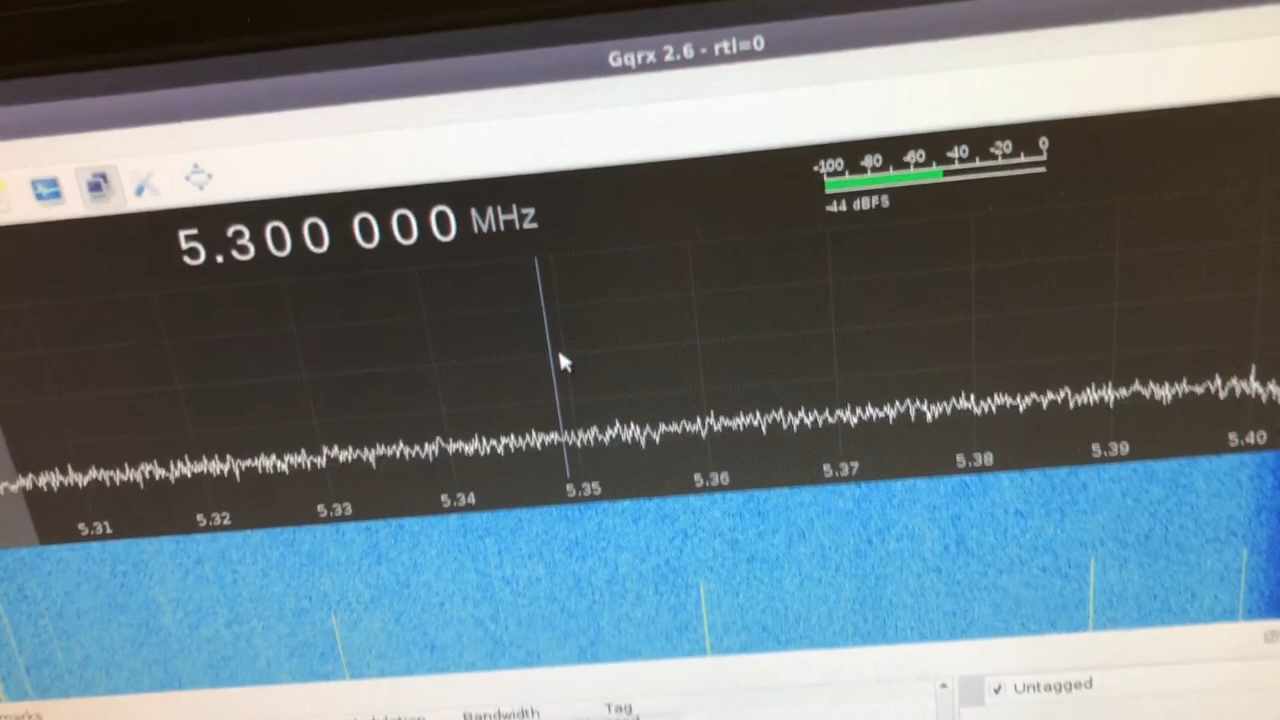 Gqrx 2.6 - rtl=0
-100 -80 -60 -40 -20 0
-44 dBFS
5.300 000 MHz
5.31 5.32 5.33 5.34 5.35 5.36 5.37 5.38 5.39 5.40
Untagged
Bandwidth Tag